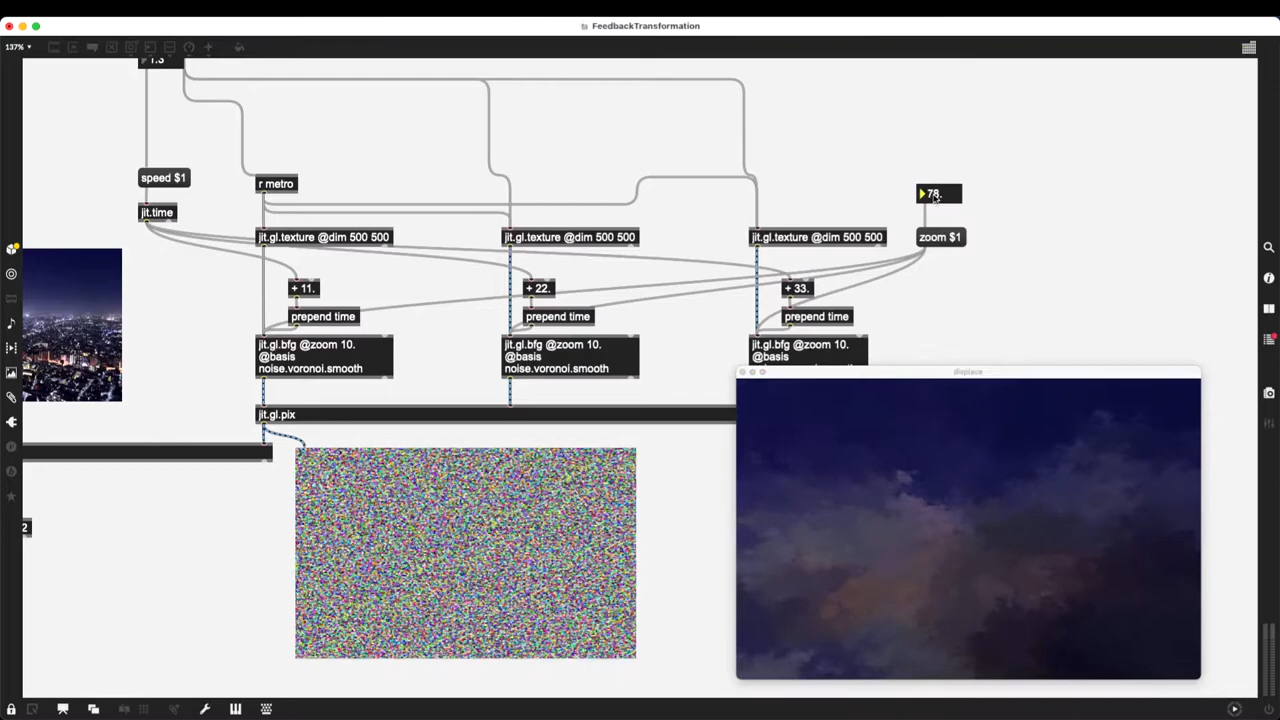 FeedbackTransformation
137%
1.3
speed $1
r metro
78.
jit.time
jit.gl.texture @dim 500 500
jit.gl.texture @dim 500 500
jit.gl.texture @dim 500 500
zoom $1
+ 11.
+ 22.
+ 33.
prepend time
prepend time
prepend time
jit.gl.bfg @zoom 10.
@basis
noise.voronoi.smooth
jit.gl.bfg @zoom 10.
@basis
noise.voronoi.smooth
jit.gl.bfg @zoom 10.
@basis
displace
jit.gl.pix
2